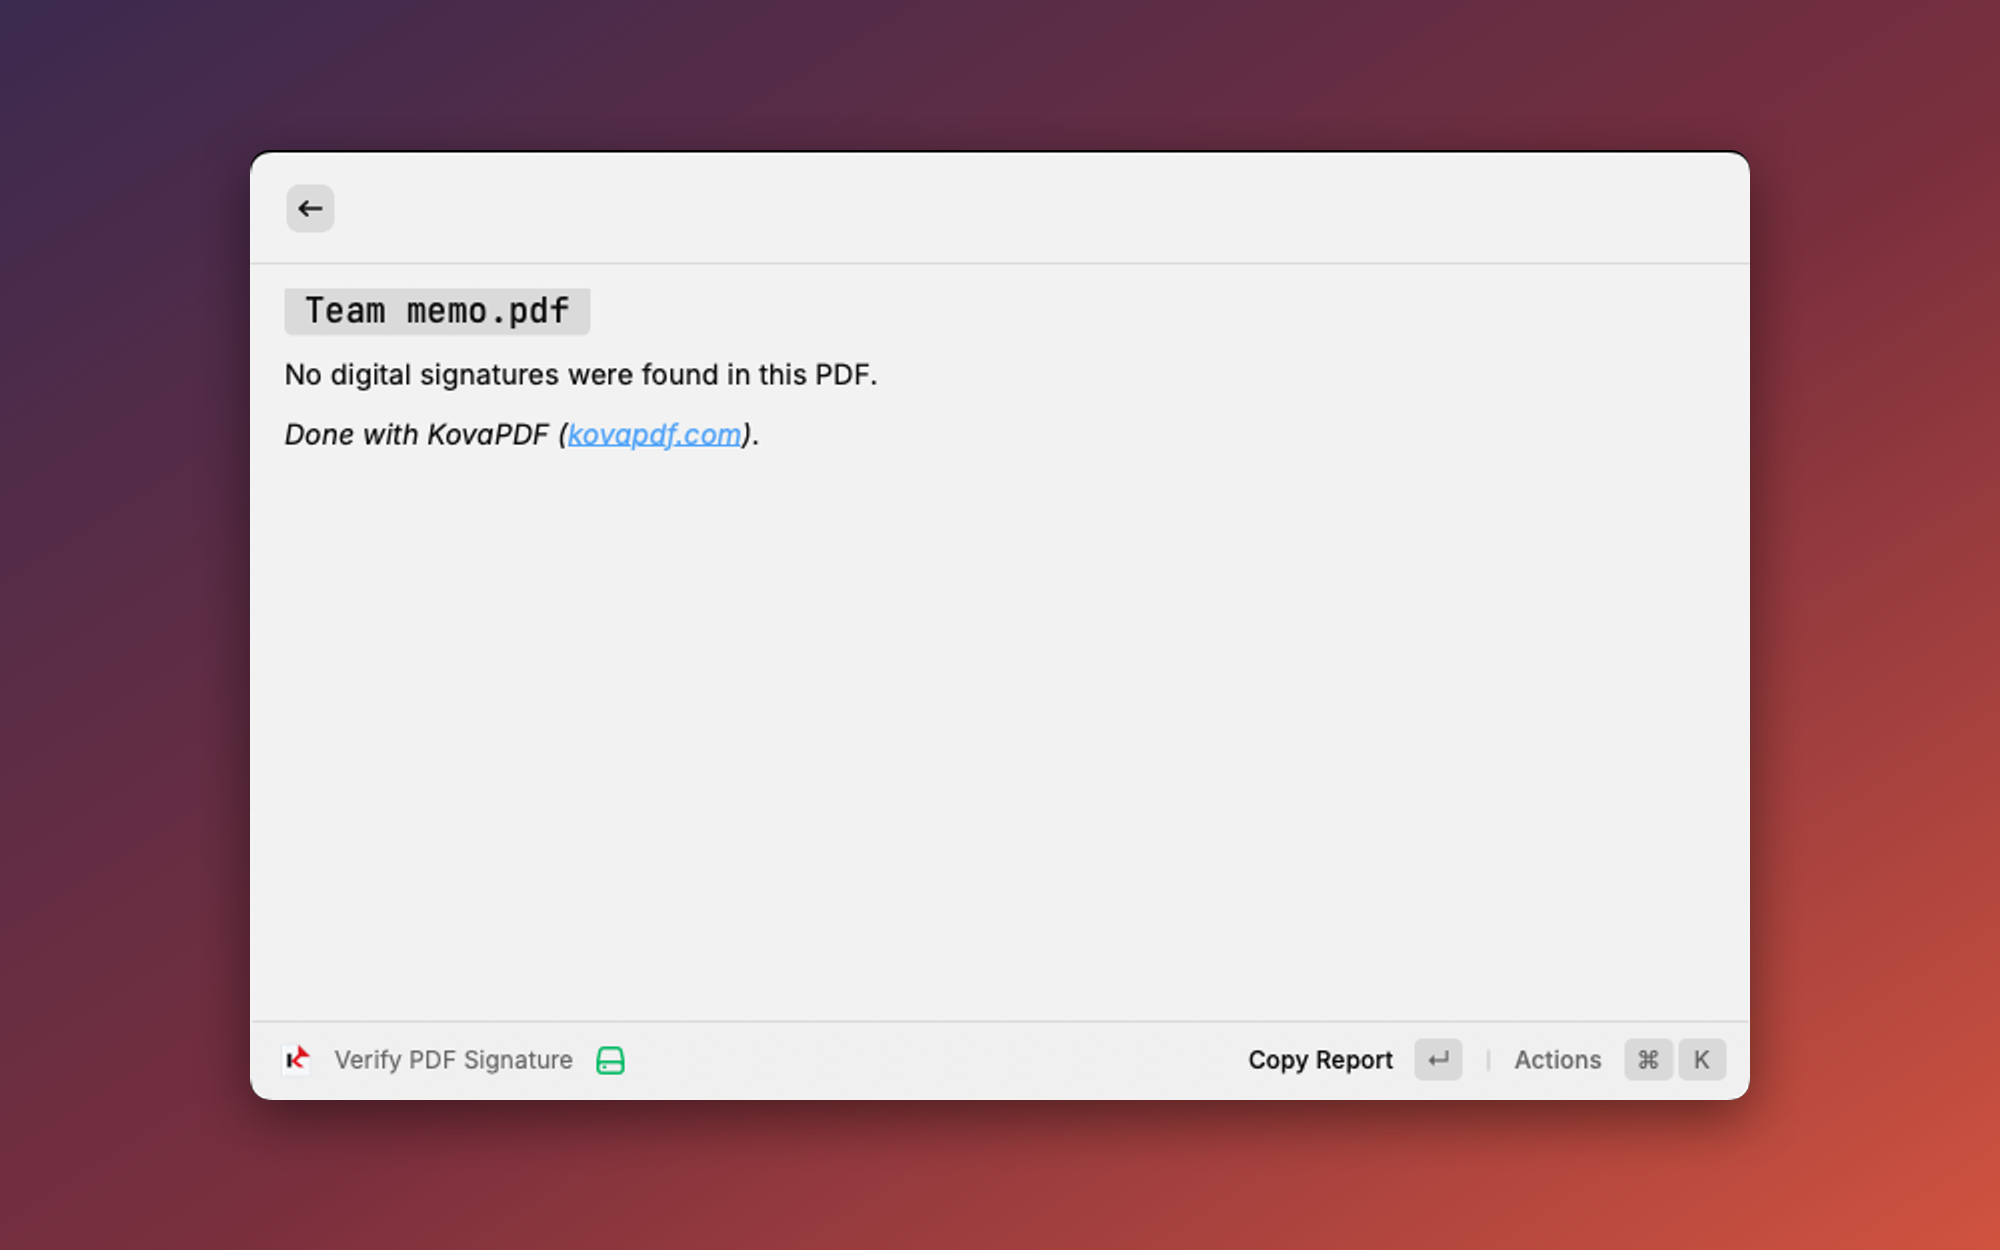 Team memo.pdf
No digital signatures were found in this PDF.
Done with KovaPDF (kovapdf.com).
Verify PDF Signature
Copy Report ↵ | Actions ⌘ K